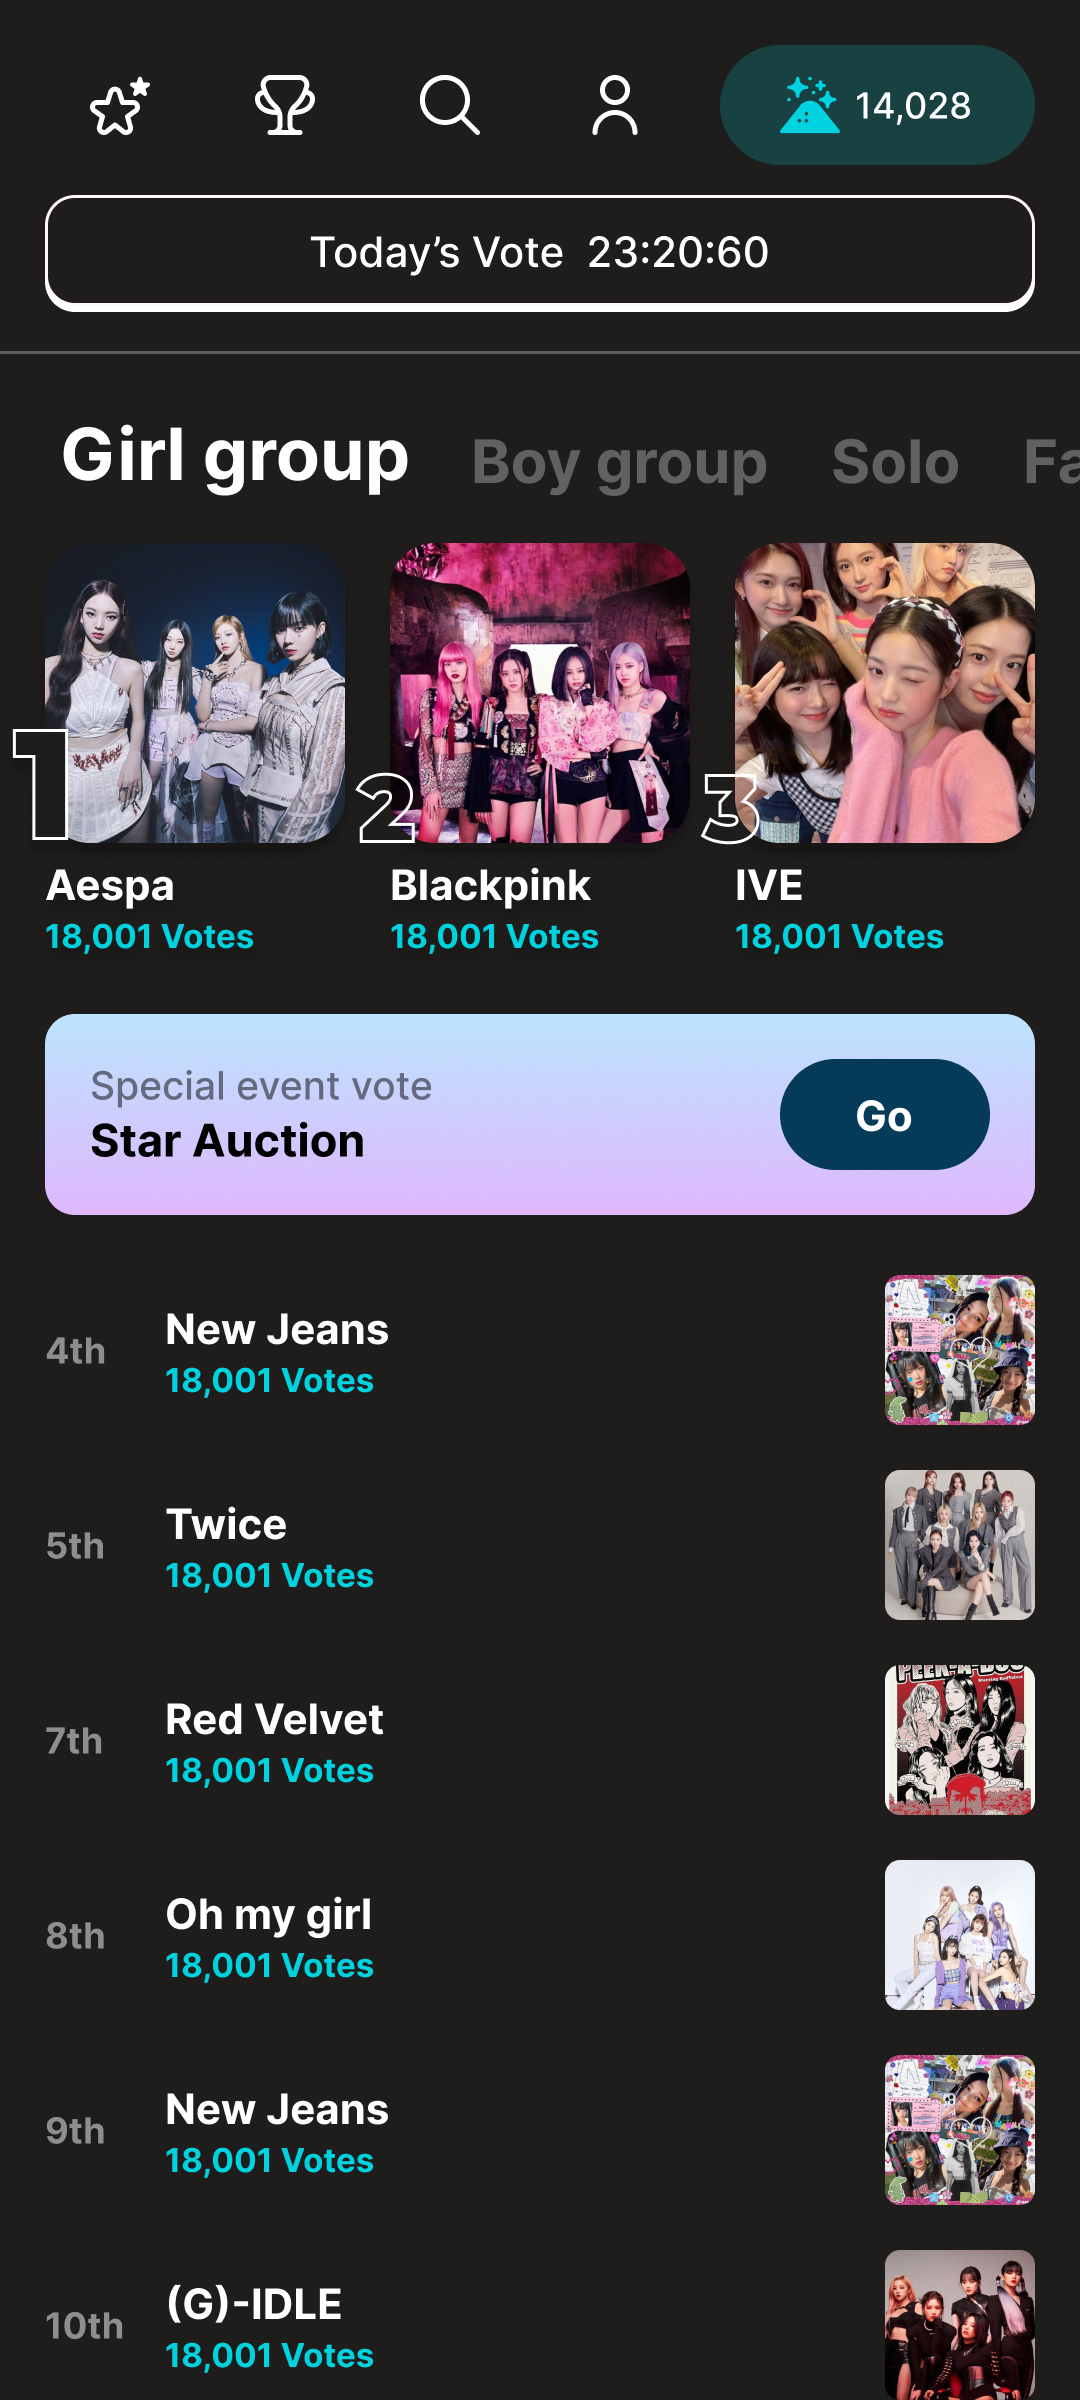 14,028
Today’s Vote 23:20:60
Girl group Boy group Solo Fa
1 2 3
Aespa Blackpink IVE
18,001 Votes 18,001 Votes 18,001 Votes
Special event vote
Star Auction
Go
4th
New Jeans
18,001 Votes
5th
Twice
18,001 Votes
7th
Red Velvet
18,001 Votes
8th
Oh my girl
18,001 Votes
9th
New Jeans
18,001 Votes
10th
(G)-IDLE
18,001 Votes